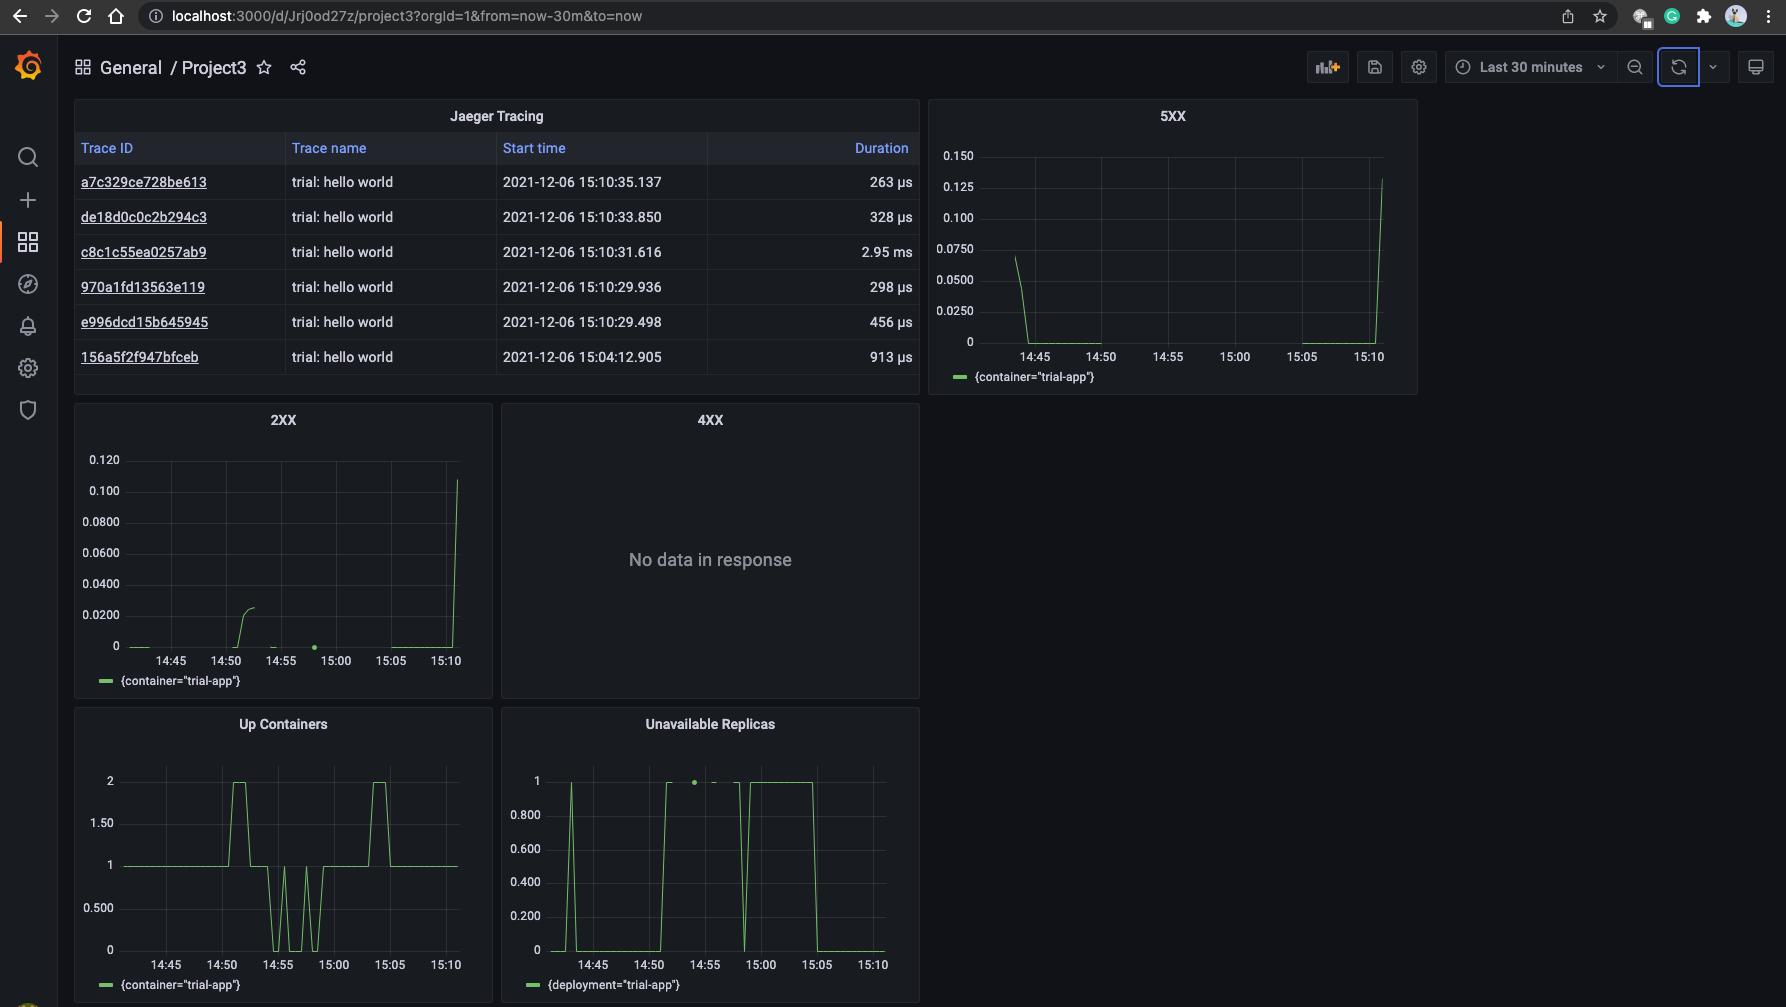 localhost:3000/d/Jrj0od27z/project3?orgId=1&from=now-30m&to=now
General / Project3
Last 30 minutes
Jaeger Tracing
Trace ID Trace name Start time Duration
a7c329ce728be613 trial: hello world 2021-12-06 15:10:35.137 263 µs
de18d0c0c2b294c3 trial: hello world 2021-12-06 15:10:33.850 328 µs
c8c1c55ea0257ab9 trial: hello world 2021-12-06 15:10:31.616 2.95 ms
970a1fd13563e119 trial: hello world 2021-12-06 15:10:29.936 298 µs
e996dcd15b645945 trial: hello world 2021-12-06 15:10:29.498 456 µs
156a5f2f947bfceb trial: hello world 2021-12-06 15:04:12.905 913 µs
5XX
0.150
0.125
0.100
0.0750
0.0500
0.0250
0
14:45 14:50 14:55 15:00 15:05 15:10
{container="trial-app"}
2XX
0.120
0.100
0.0800
0.0600
0.0400
0.0200
0
14:45 14:50 14:55 15:00 15:05 15:10
{container="trial-app"}
4XX
No data in response
Up Containers
2
1.50
1
0.500
0
14:45 14:50 14:55 15:00 15:05 15:10
{container="trial-app"}
Unavailable Replicas
1
0.800
0.600
0.400
0.200
0
14:45 14:50 14:55 15:00 15:05 15:10
{deployment="trial-app"}